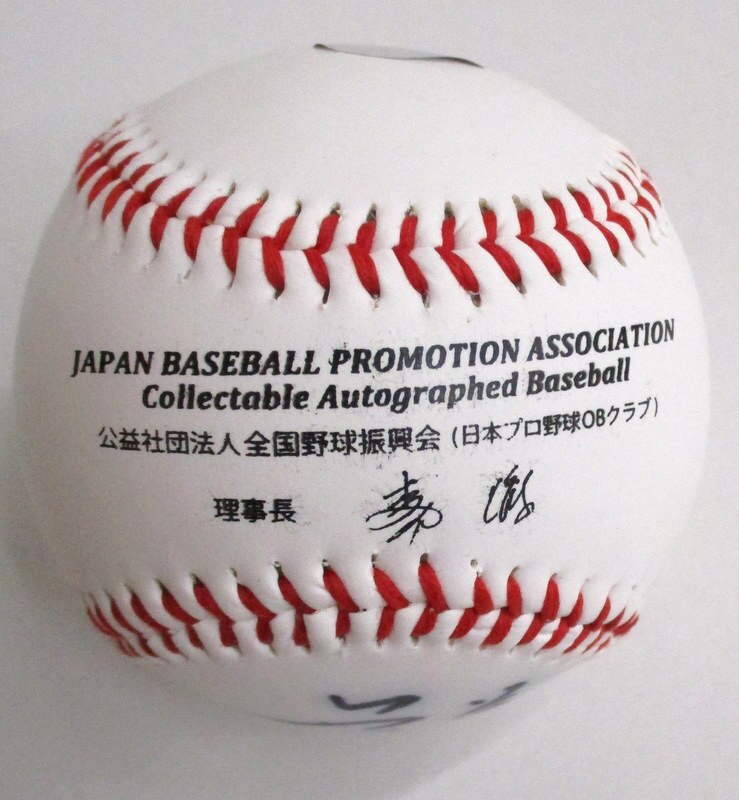 JAPAN BASEBALL PROMOTION ASSOCIATION
Collectable Autographed Baseball
公益社団法人全国野球振興会（日本プロ野球OBクラブ）
理事長